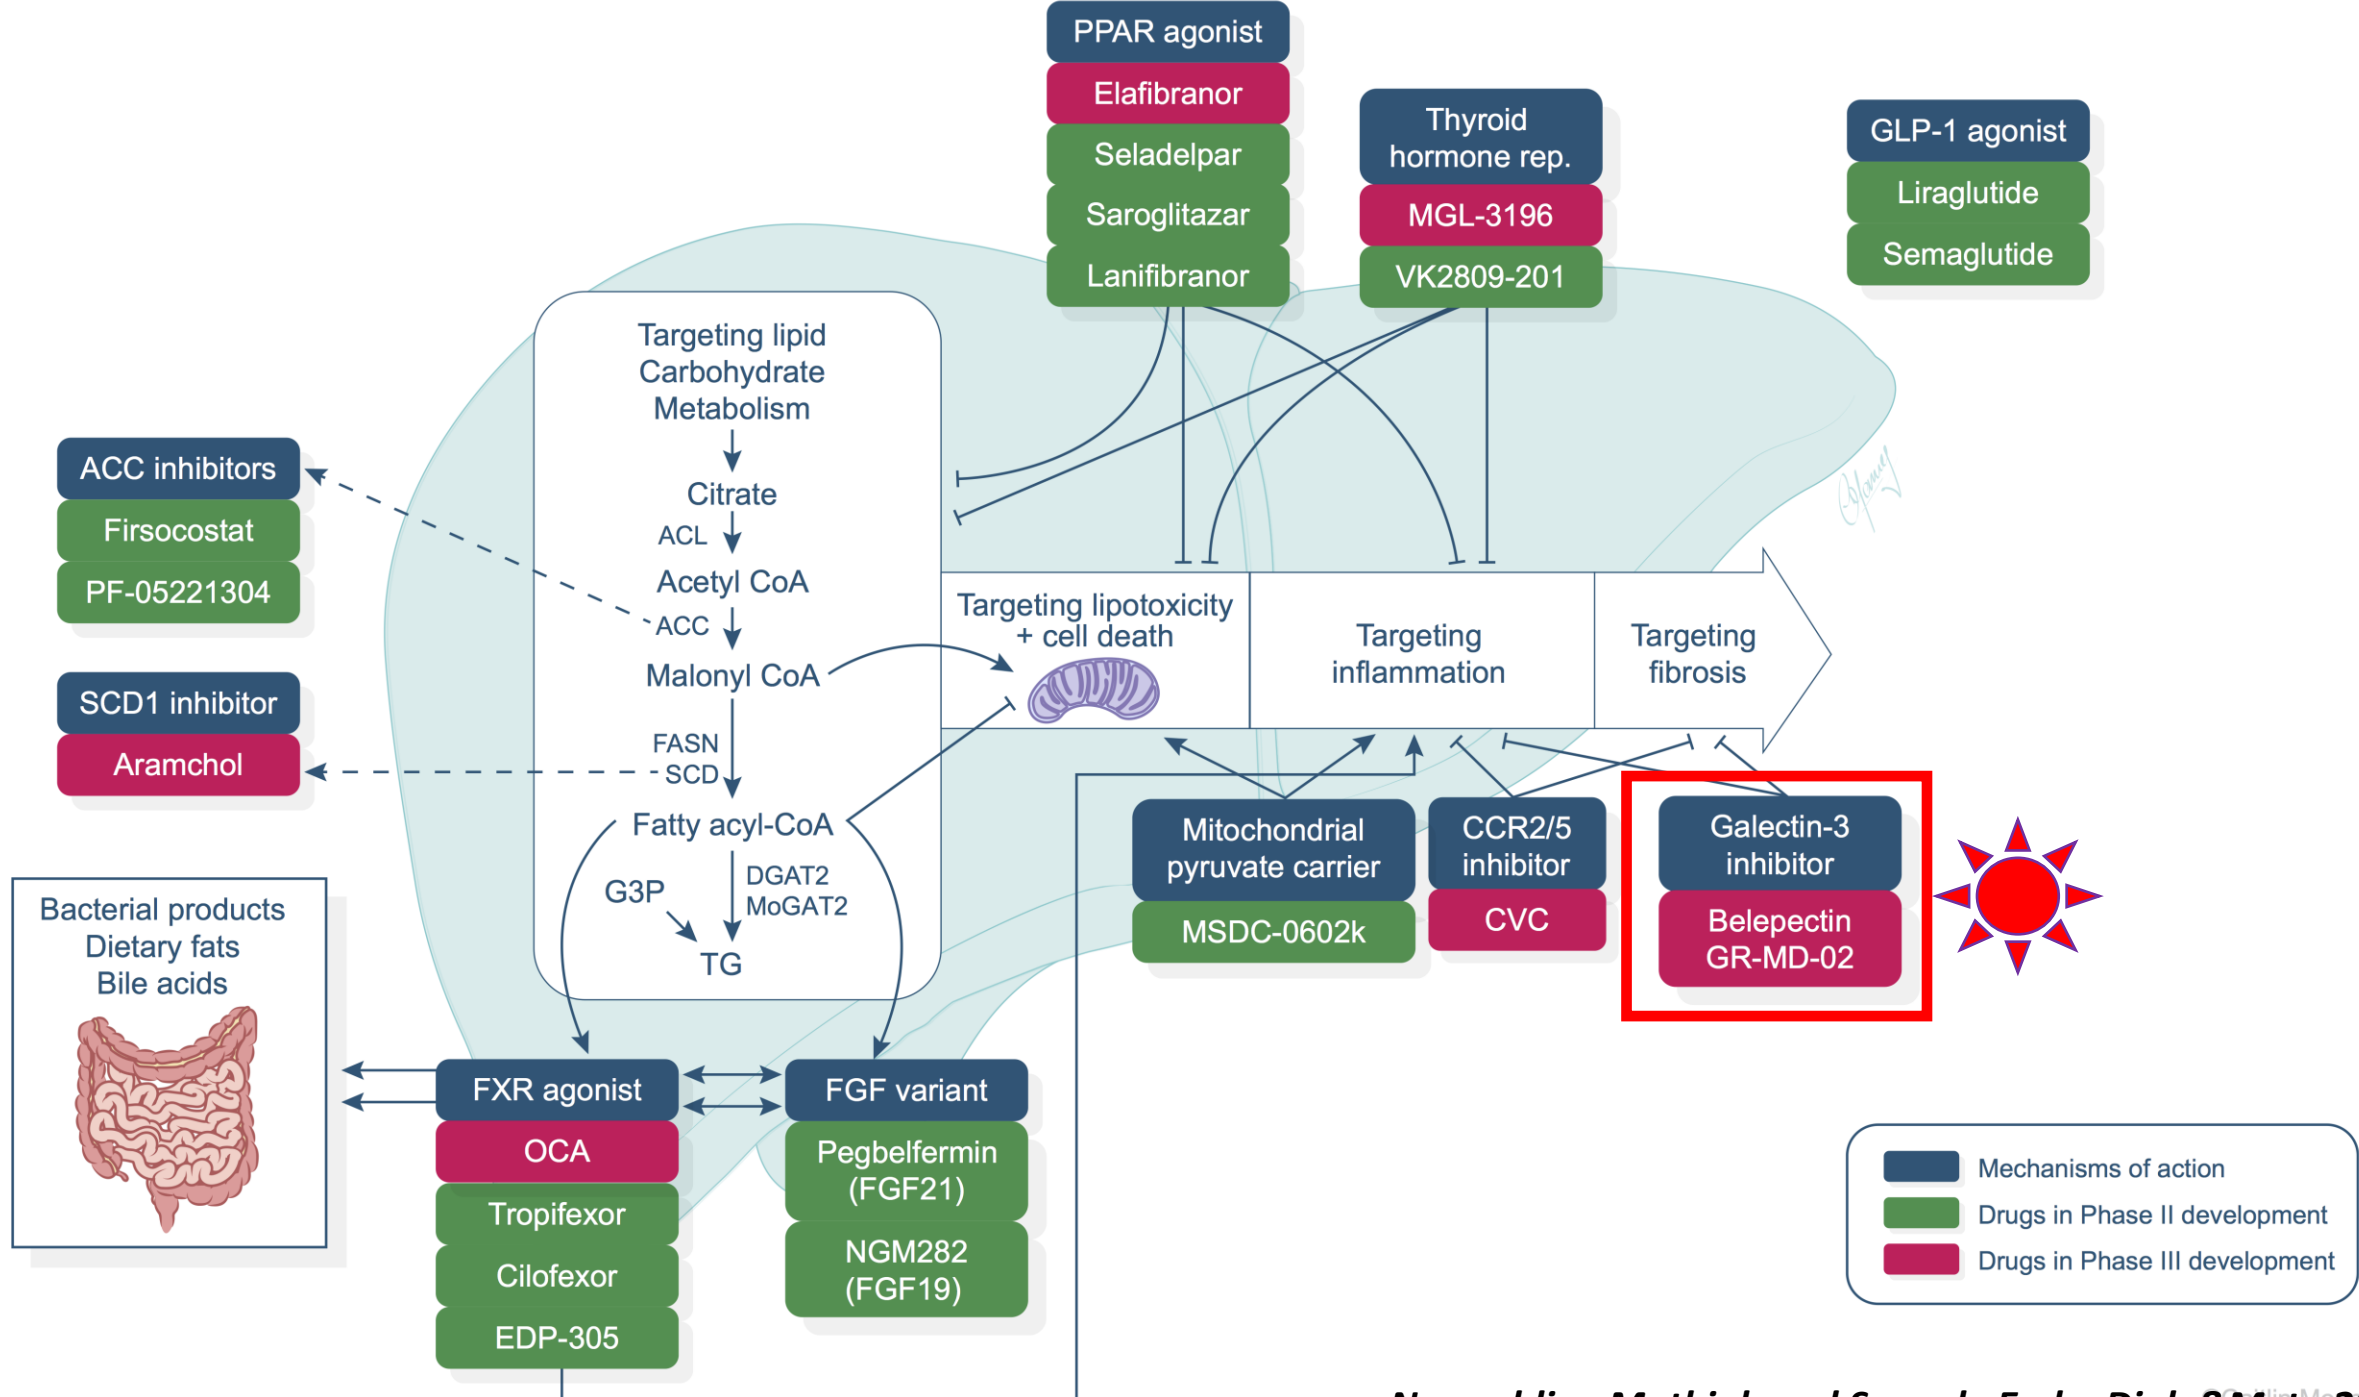 PPAR agonist
Elafibranor
Seladelpar
Saroglitazar
Lanifibranor
Thyroid
hormone rep.
MGL-3196
VK2809-201
GLP-1 agonist
Liraglutide
Semaglutide
Targeting lipid
Carbohydrate
Metabolism
Citrate
ACL
Acetyl CoA
ACC
Malonyl CoA
FASN
SCD
Fatty acyl-CoA
G3P
DGAT2
MoGAT2
TG
ACC inhibitors
Firsocostat
PF-05221304
SCD1 inhibitor
Aramchol
Targeting lipotoxicity
+ cell death
Targeting
inflammation
Targeting
fibrosis
Mitochondrial
pyruvate carrier
MSDC-0602k
CCR2/5
inhibitor
CVC
Galectin-3
inhibitor
Belepectin
GR-MD-02
Bacterial products
Dietary fats
Bile acids
FXR agonist
OCA
Tropifexor
Cilofexor
EDP-305
FGF variant
Pegbelfermin
(FGF21)
NGM282
(FGF19)
Mechanisms of action
Drugs in Phase II development
Drugs in Phase III development